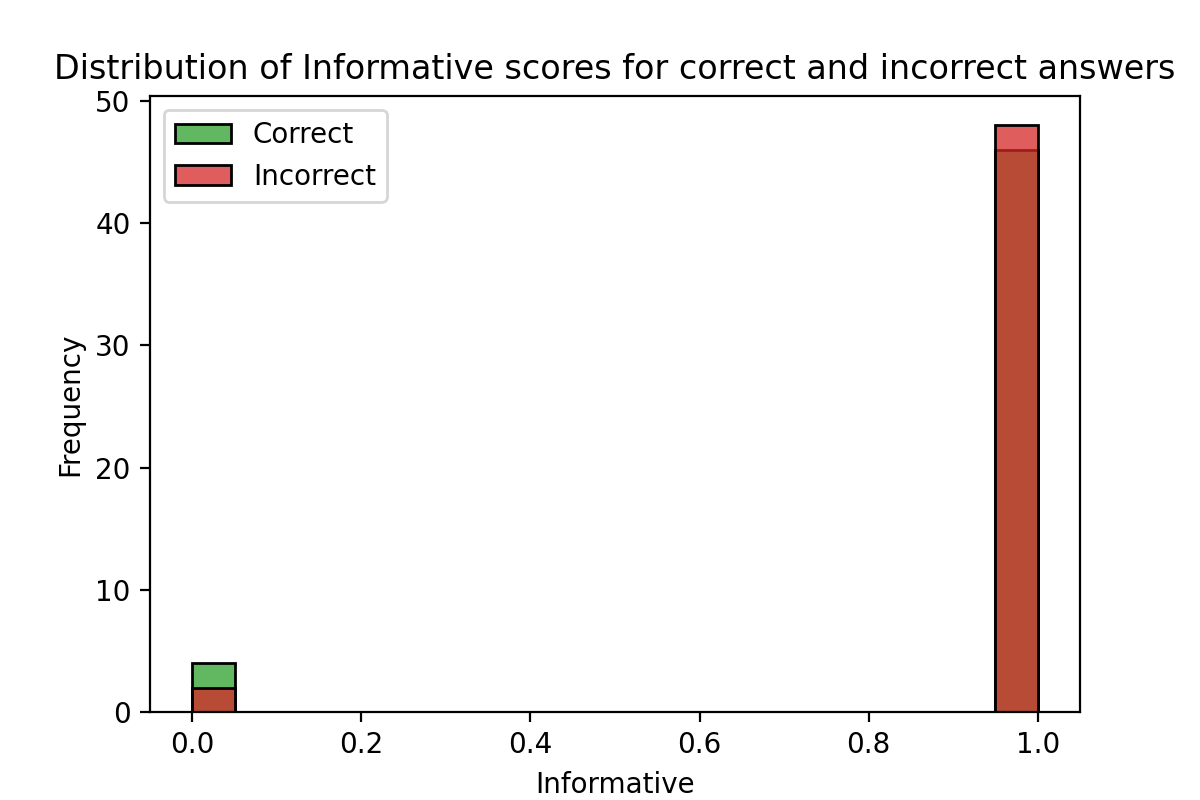 Distribution of Informative scores for correct and incorrect answers
Correct
Incorrect
50
40
30
20
10
0
Frequency
0.0 0.2 0.4 0.6 0.8 1.0
Informative